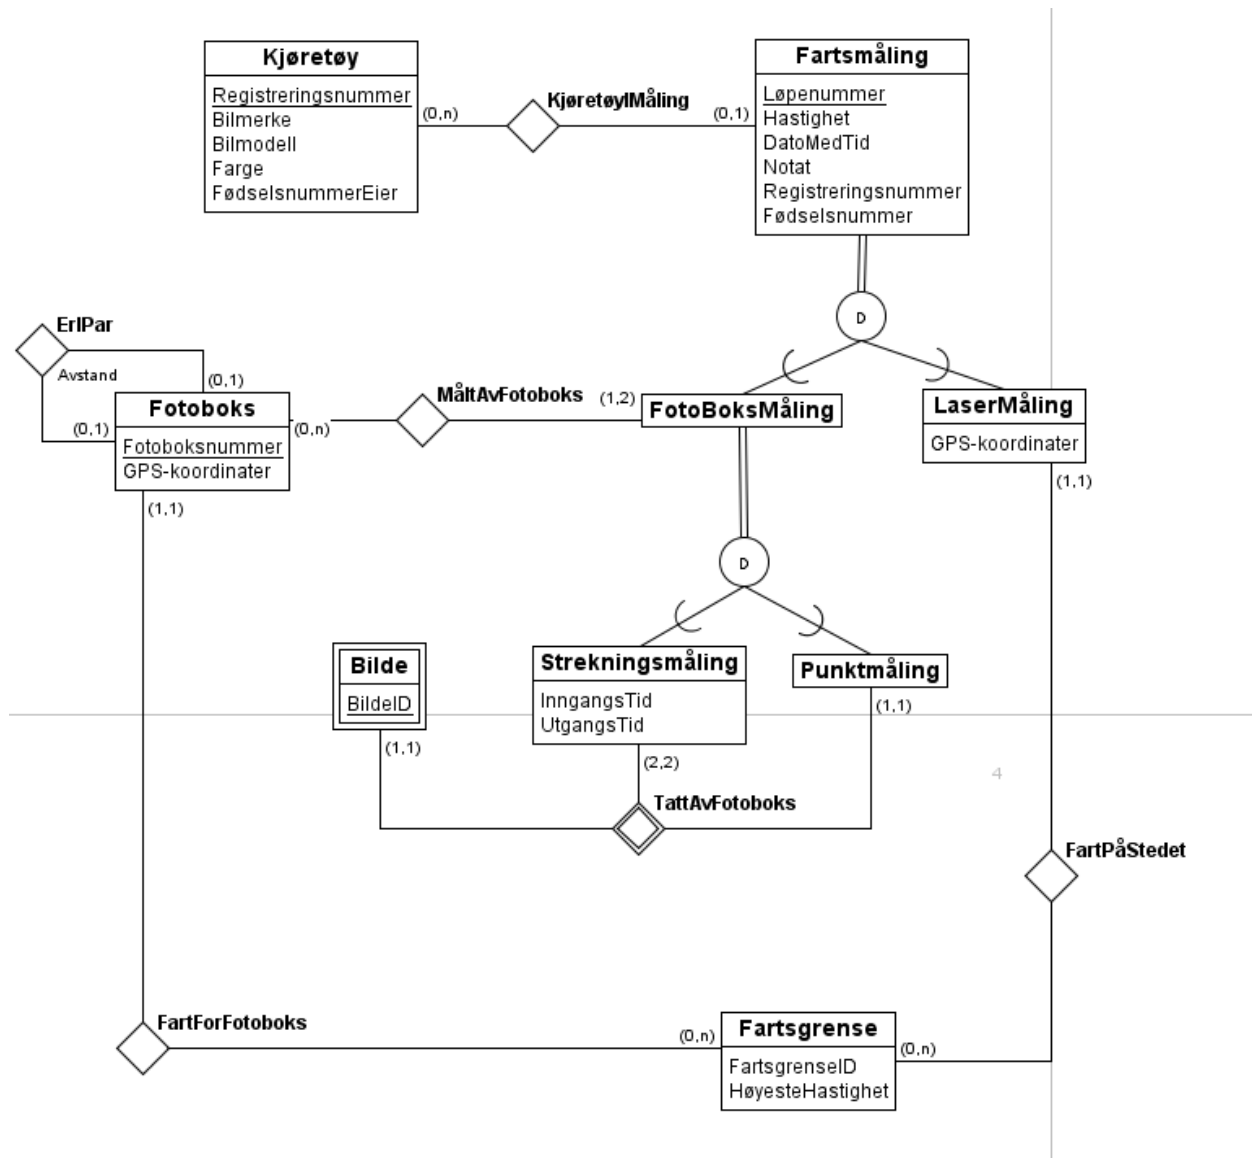 Kjøretøy
Registreringsnummer
Bilmerke
Bilmodell
Farge
FødselsnummerEier
(0,n)
KjøretøyIMåling
(0,1)
Fartsmåling
Løpenummer
Hastighet
DatoMedTid
Notat
Registreringsnummer
Fødselsnummer
D
ErIPar
Avstand
(0,1)
(0,1)
Fotoboks
Fotoboksnummer
GPS-koordinater
(0,n)
(1,1)
MåltAvFotoboks
(1,2)
FotoBoksMåling
LaserMåling
GPS-koordinater
(1,1)
D
Bilde
BildeID
(1,1)
Strekningsmåling
InngangsTid
UtgangsTid
(2,2)
Punktmåling
(1,1)
4
TattAvFotoboks
FartPåStedet
FartForFotoboks
(0,n)
Fartsgrense
FartsgrenseID
HøyesteHastighet
(0,n)